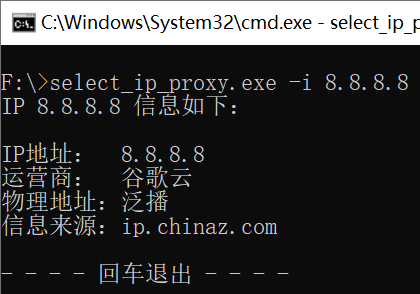 C:\Windows\System32\cmd.exe - select_ip_p
F:\>select_ip_proxy.exe -i 8.8.8.8
IP 8.8.8.8 信息如下：
IP地址： 8.8.8.8
运营商： 谷歌云
物理地址：泛播
信息来源：ip.chinaz.com
- - - - 回车退出 - - - -